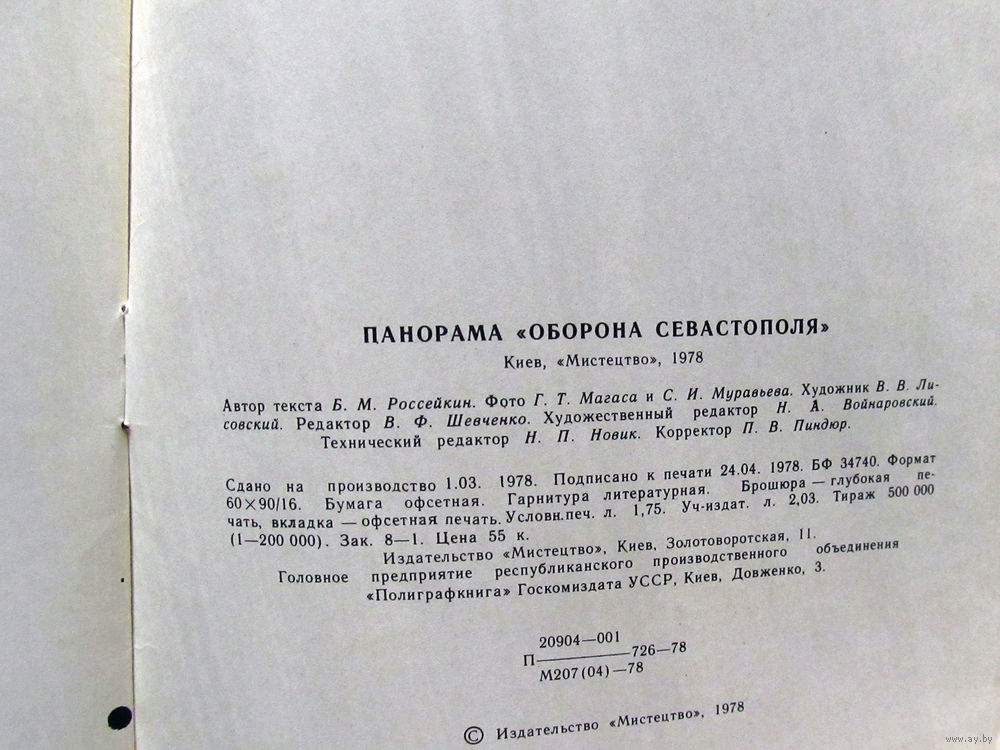 ПАНОРАМА «ОБОРОНА СЕВАСТОПОЛЯ»
Киев, «Мистецтво», 1978
Автор текста Б. М. Россейкин. Фото Г. Т. Магаса и С. И. Муравьева. Художник В. В. Ли-
совский. Редактор В. Ф. Шевченко. Художественный редактор Н. А. Войнаровский.
Технический редактор Н. П. Новик. Корректор П. В. Пиндюр.
Сдано на производство 1.03. 1978. Подписано к печати 24.04. 1978. БФ 34740. Формат
60×90/16. Бумага офсетная. Гарнитура литературная. Брошюра — глубокая пе-
чать, вкладка — офсетная печать. Условн.печ. л. 1,75. Уч-издат. л. 2,03. Тираж 500 000
(1—200 000). Зак. 8—1. Цена 55 к.
Издательство «Мистецтво», Киев, Золотоворотская, 11.
Головное предприятие республиканского производственного объединения
«Полиграфкнига» Госкомиздата УССР, Киев, Довженко, 3.
20904—001
П—726—78
М207(04)—78
© Издательство «Мистецтво», 1978
www.ay.by